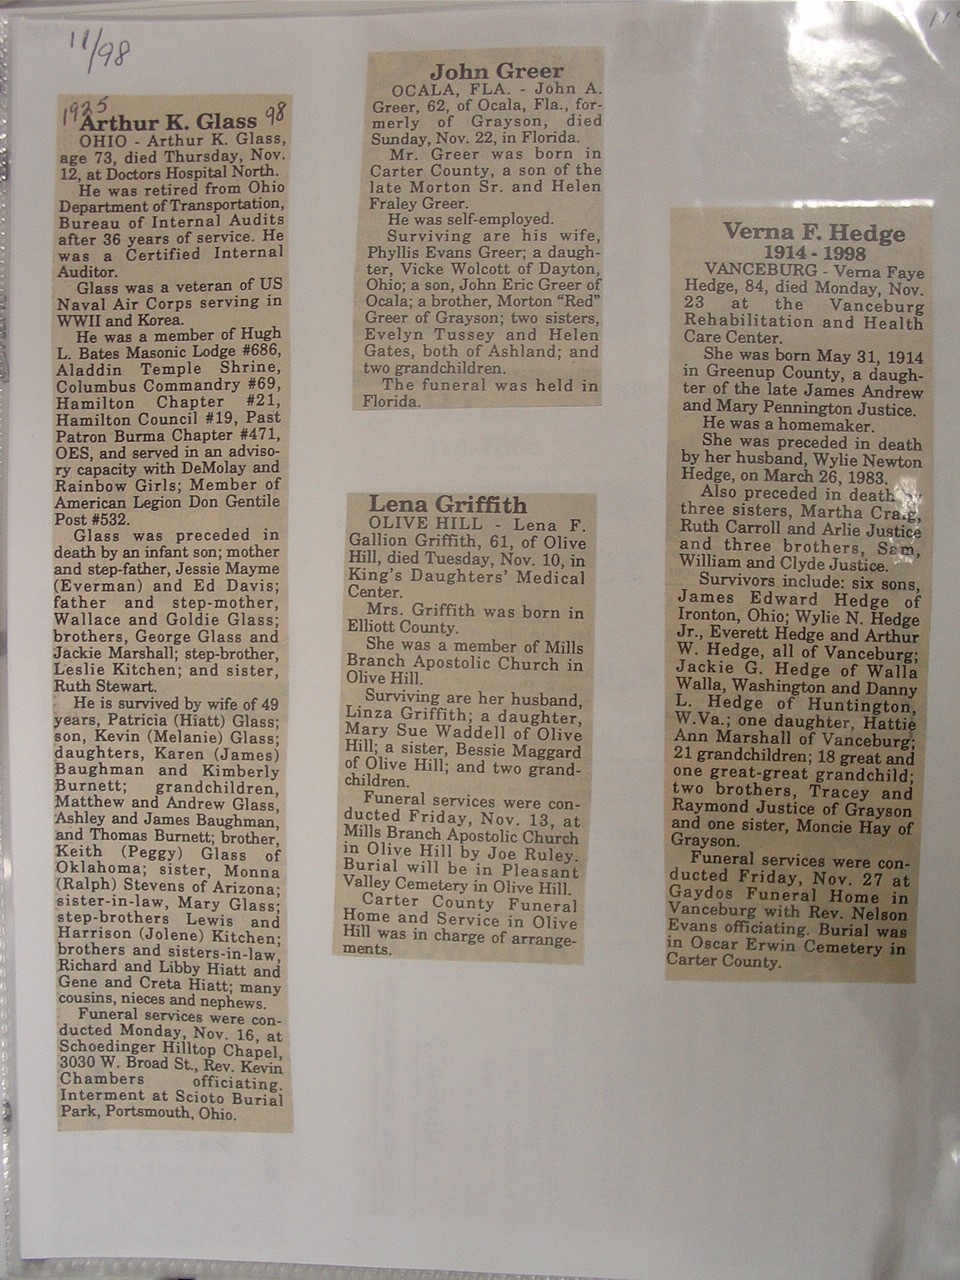 11/98
1925 98
Arthur K. Glass
OHIO - Arthur K. Glass,
age 73, died Thursday, Nov.
12, at Doctors Hospital North.
He was retired from Ohio
Department of Transportation,
Bureau of Internal Audits
after 36 years of service. He
was a Certified Internal
Auditor.
Glass was a veteran of US
Naval Air Corps serving in
WWII and Korea.
He was a member of Hugh
L. Bates Masonic Lodge #686,
Aladdin Temple Shrine,
Columbus Commandry #69,
Hamilton Chapter #21,
Hamilton Council #19, Past
Patron Burma Chapter #471,
OES, and served in an adviso-
ry capacity with DeMolay and
Rainbow Girls; Member of
American Legion Don Gentile
Post #532.
Glass was preceded in
death by an infant son; mother
and step-father, Jessie Mayme
(Everman) and Ed Davis;
father and step-mother,
Wallace and Goldie Glass;
brothers, George Glass and
Jackie Marshall; step-brother,
Leslie Kitchen; and sister,
Ruth Stewart.
He is survived by wife of 49
years, Patricia (Hiatt) Glass;
son, Kevin (Melanie) Glass;
daughters, Karen (James)
Baughman and Kimberly
Burnett; grandchildren,
Matthew and Andrew Glass,
Ashley and James Baughman,
and Thomas Burnett; brother,
Keith (Peggy) Glass of
Oklahoma; sister, Monna
(Ralph) Stevens of Arizona;
sister-in-law, Mary Glass;
step-brothers Lewis and
Harrison (Jolene) Kitchen;
brothers and sisters-in-law,
Richard and Libby Hiatt and
Gene and Creta Hiatt; many
cousins, nieces and nephews.
Funeral services were con-
ducted Monday, Nov. 16, at
Schoedinger Hilltop Chapel,
3030 W. Broad St., Rev. Kevin
Chambers officiating.
Interment at Scioto Burial
Park, Portsmouth, Ohio.
John Greer
OCALA, FLA. - John A.
Greer, 62, of Ocala, Fla., for-
merly of Grayson, died
Sunday, Nov. 22, in Florida.
Mr. Greer was born in
Carter County, a son of the
late Morton Sr. and Helen
Fraley Greer.
He was self-employed.
Surviving are his wife,
Phyllis Evans Greer; a daugh-
ter, Vicke Wolcott of Dayton,
Ohio; a son, John Eric Greer of
Ocala; a brother, Morton "Red"
Greer of Grayson; two sisters,
Evelyn Tussey and Helen
Gates, both of Ashland; and
two grandchildren.
The funeral was held in
Florida.
Lena Griffith
OLIVE HILL - Lena F.
Gallion Griffith, 61, of Olive
Hill, died Tuesday, Nov. 10, in
King's Daughters' Medical
Center.
Mrs. Griffith was born in
Elliott County.
She was a member of Mills
Branch Apostolic Church in
Olive Hill.
Surviving are her husband,
Linza Griffith; a daughter,
Mary Sue Waddell of Olive
Hill; a sister, Bessie Maggard
of Olive Hill; and two grand-
children.
Funeral services were con-
ducted Friday, Nov. 13, at
Mills Branch Apostolic Church
in Olive Hill by Joe Ruley.
Burial will be in Pleasant
Valley Cemetery in Olive Hill.
Carter County Funeral
Home and Service in Olive
Hill was in charge of arrange-
ments.
Verna F. Hedge
1914 - 1998
VANCEBURG - Verna Faye
Hedge, 84, died Monday, Nov.
23 at the Vanceburg
Rehabilitation and Health
Care Center.
She was born May 31, 1914
in Greenup County, a daugh-
ter of the late James Andrew
and Mary Pennington Justice.
He was a homemaker.
She was preceded in death
by her husband, Wylie Newton
Hedge, on March 26, 1983.
Also preceded in death by
three sisters, Martha Craig,
Ruth Carroll and Arlie Justice
and three brothers, Sam,
William and Clyde Justice.
Survivors include: six sons,
James Edward Hedge of
Ironton, Ohio; Wylie N. Hedge
Jr., Everett Hedge and Arthur
W. Hedge, all of Vanceburg;
Jackie G. Hedge of Walla
Walla, Washington and Danny
L. Hedge of Huntington,
W.Va.; one daughter, Hattie
Ann Marshall of Vanceburg;
21 grandchildren; 18 great and
one great-great grandchild;
two brothers, Tracey and
Raymond Justice of Grayson
and one sister, Moncie Hay of
Grayson.
Funeral services were con-
ducted Friday, Nov. 27 at
Gaydos Funeral Home in
Vanceburg with Rev. Nelson
Evans officiating. Burial was
in Oscar Erwin Cemetery in
Carter County.